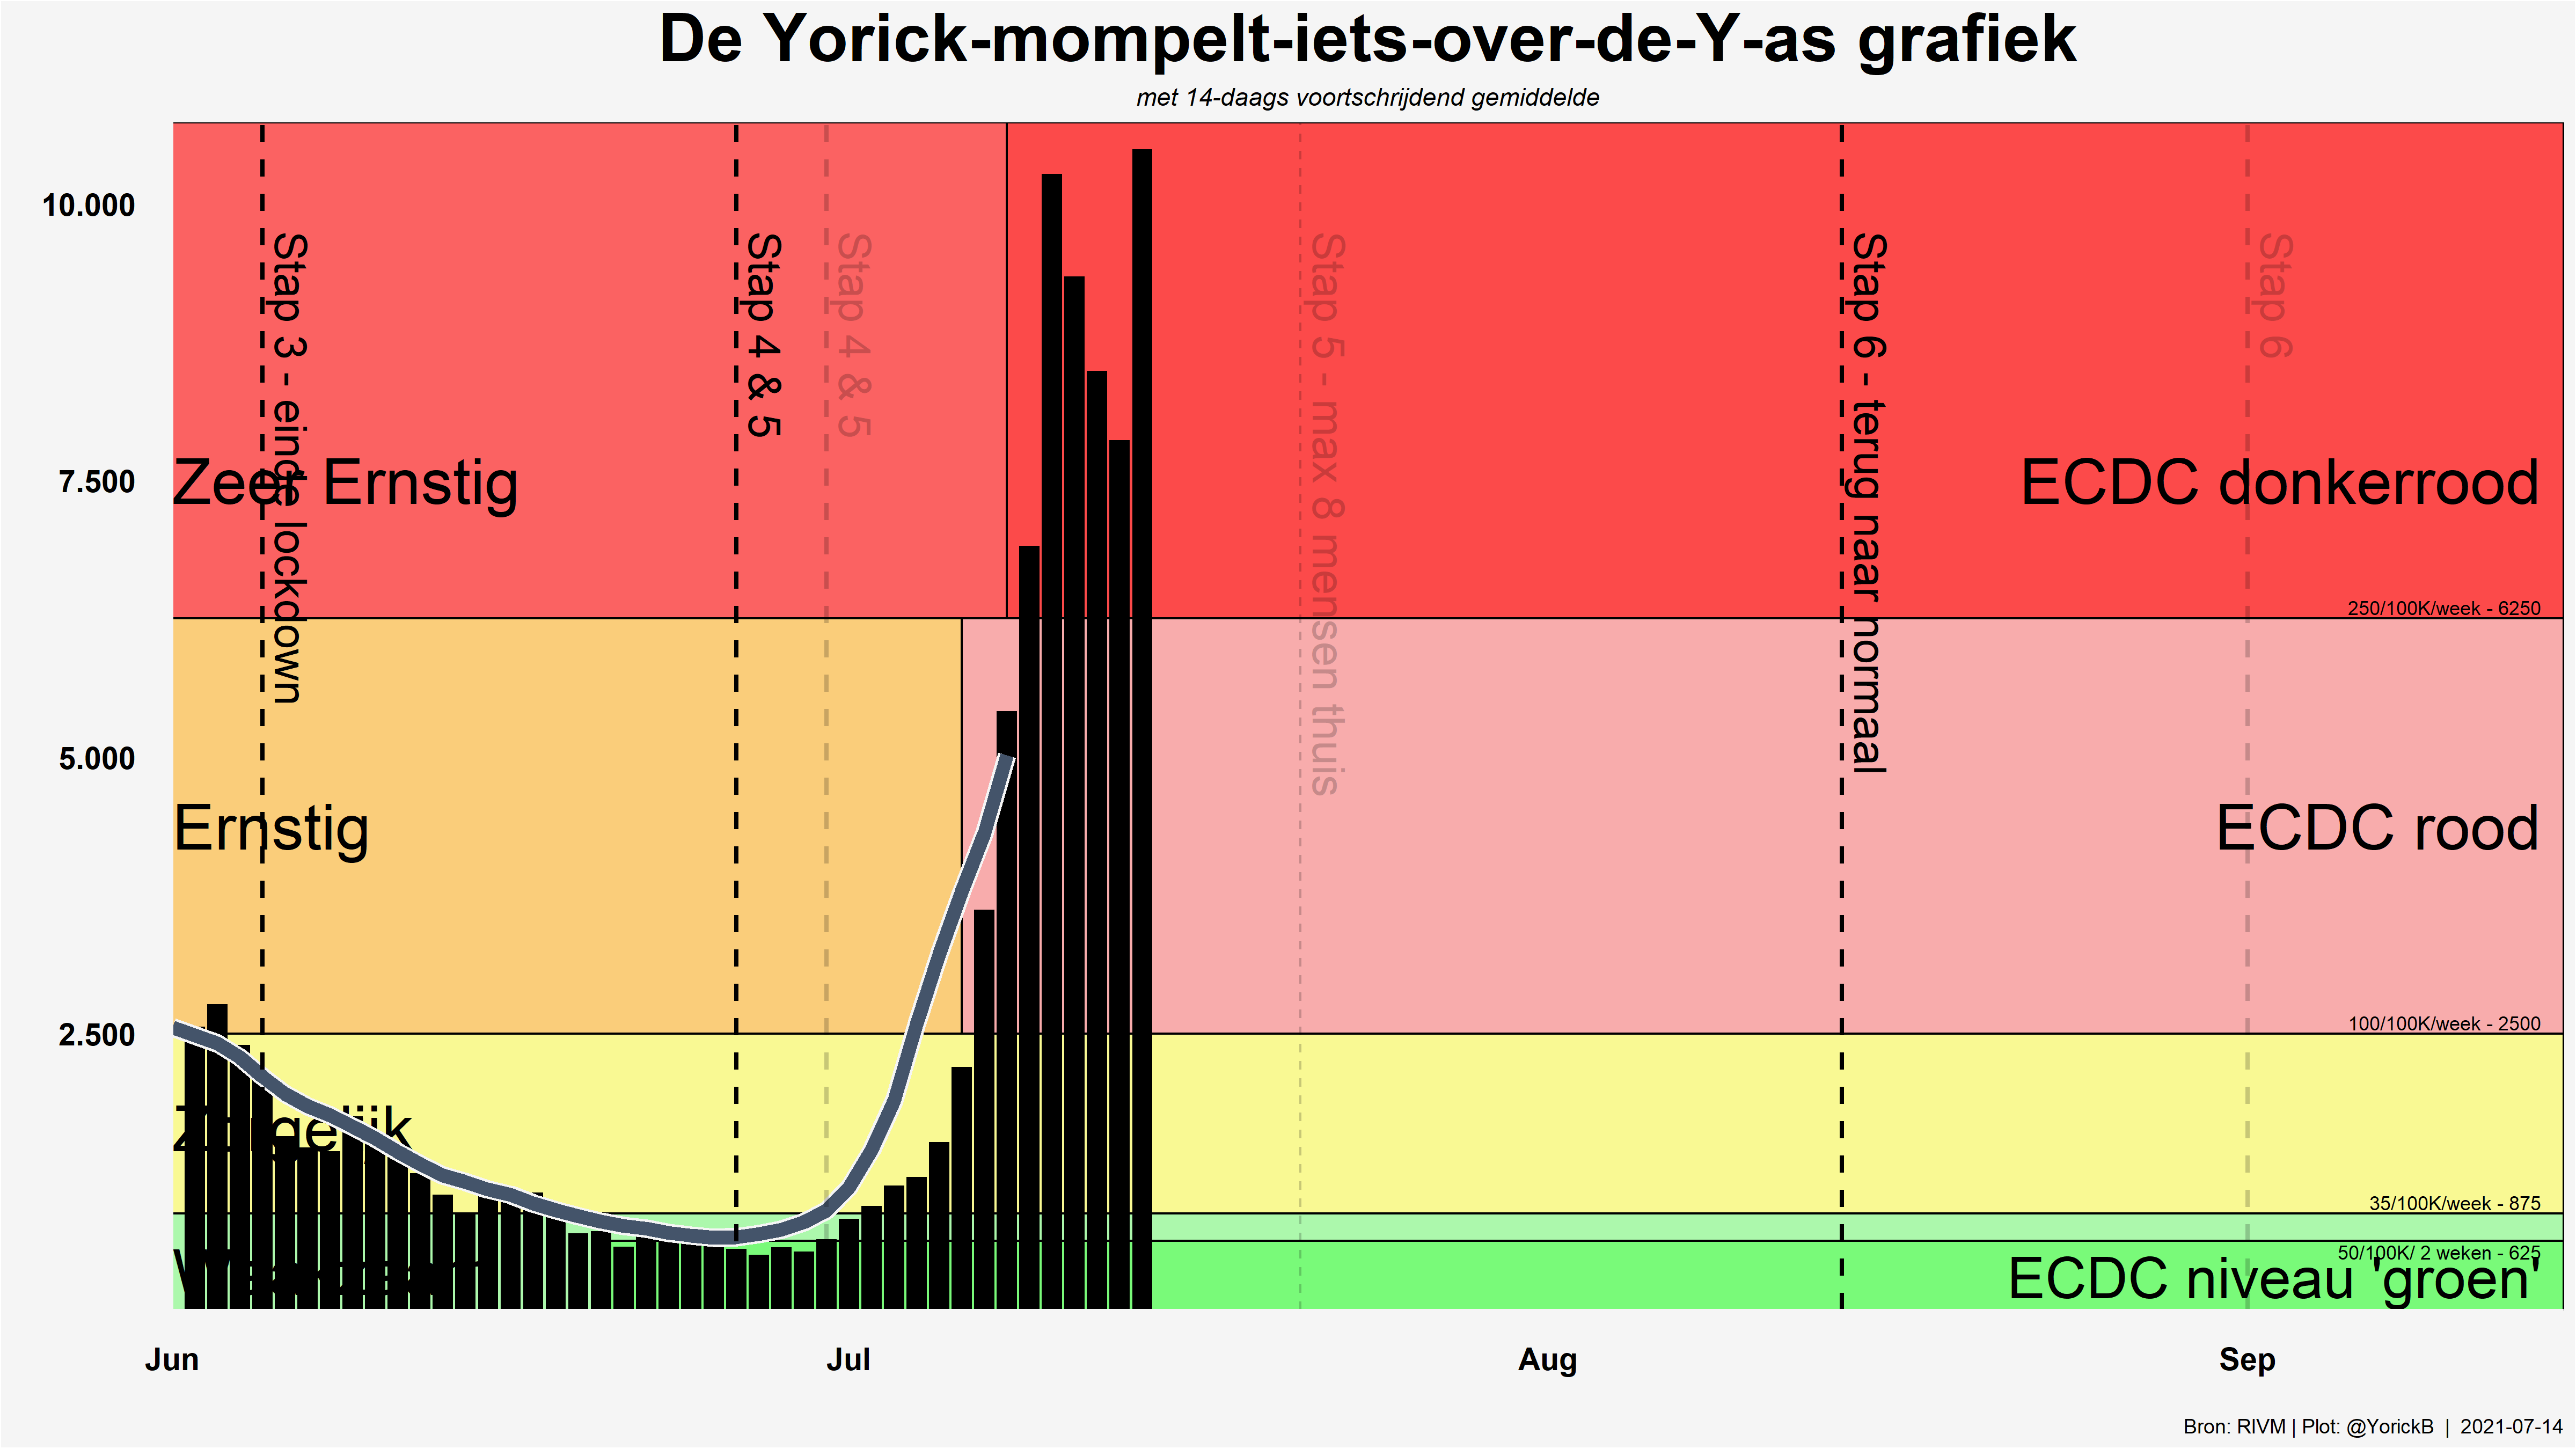 De Yorick-mompelt-iets-over-de-Y-as grafiek
met 14-daags voortschrijdend gemiddelde
10.000
7.500
5.000
2.500
Stap 3 - einde lockdown
Stap 4 & 5
Stap 4 & 5
Stap 5 - max 8 mensen thuis
Stap 6 - terug naar normaal
Stap 6
Zeer Ernstig
ECDC donkerrood
250/100K/week - 6250
Ernstig
ECDC rood
100/100K/week - 2500
Zorgelijk
35/100K/week - 875
50/100K/ 2 weken - 625
ECDC niveau 'groen'
Jun
Jul
Aug
Sep
Bron: RIVM | Plot: @YorickB | 2021-07-14